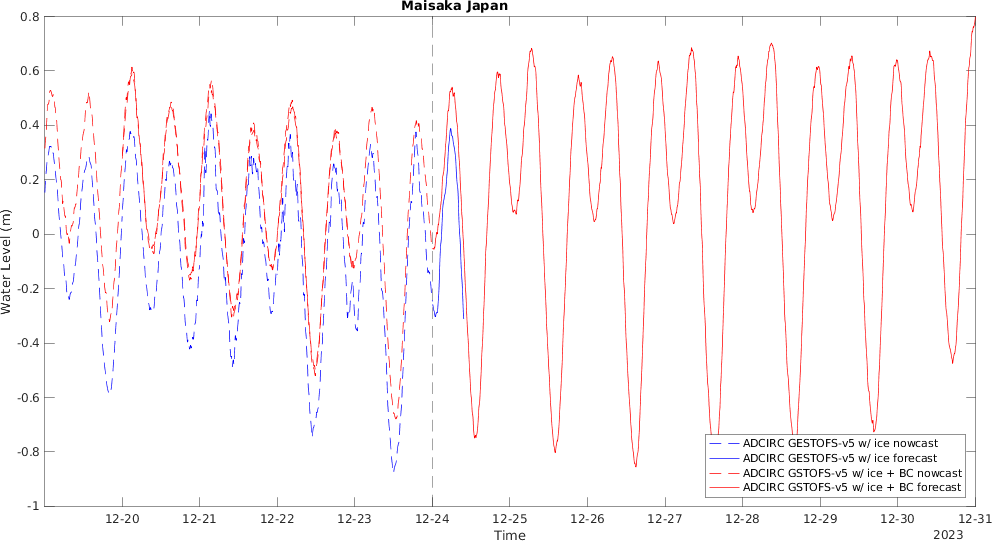 Maisaka Japan
0.8
0.6
0.4
0.2
0
-0.2
-0.4
-0.6
-0.8
-1
Water Level (m)
ADCIRC GESTOFS-v5 w/ ice nowcast
ADCIRC GESTOFS-v5 w/ ice forecast
ADCIRC GSTOFS-v5 w/ ice + BC nowcast
ADCIRC GSTOFS-v5 w/ ice + BC forecast
12-20 12-21 12-22 12-23 12-24 12-25 12-26 12-27 12-28 12-29 12-30 12-31
Time
2023